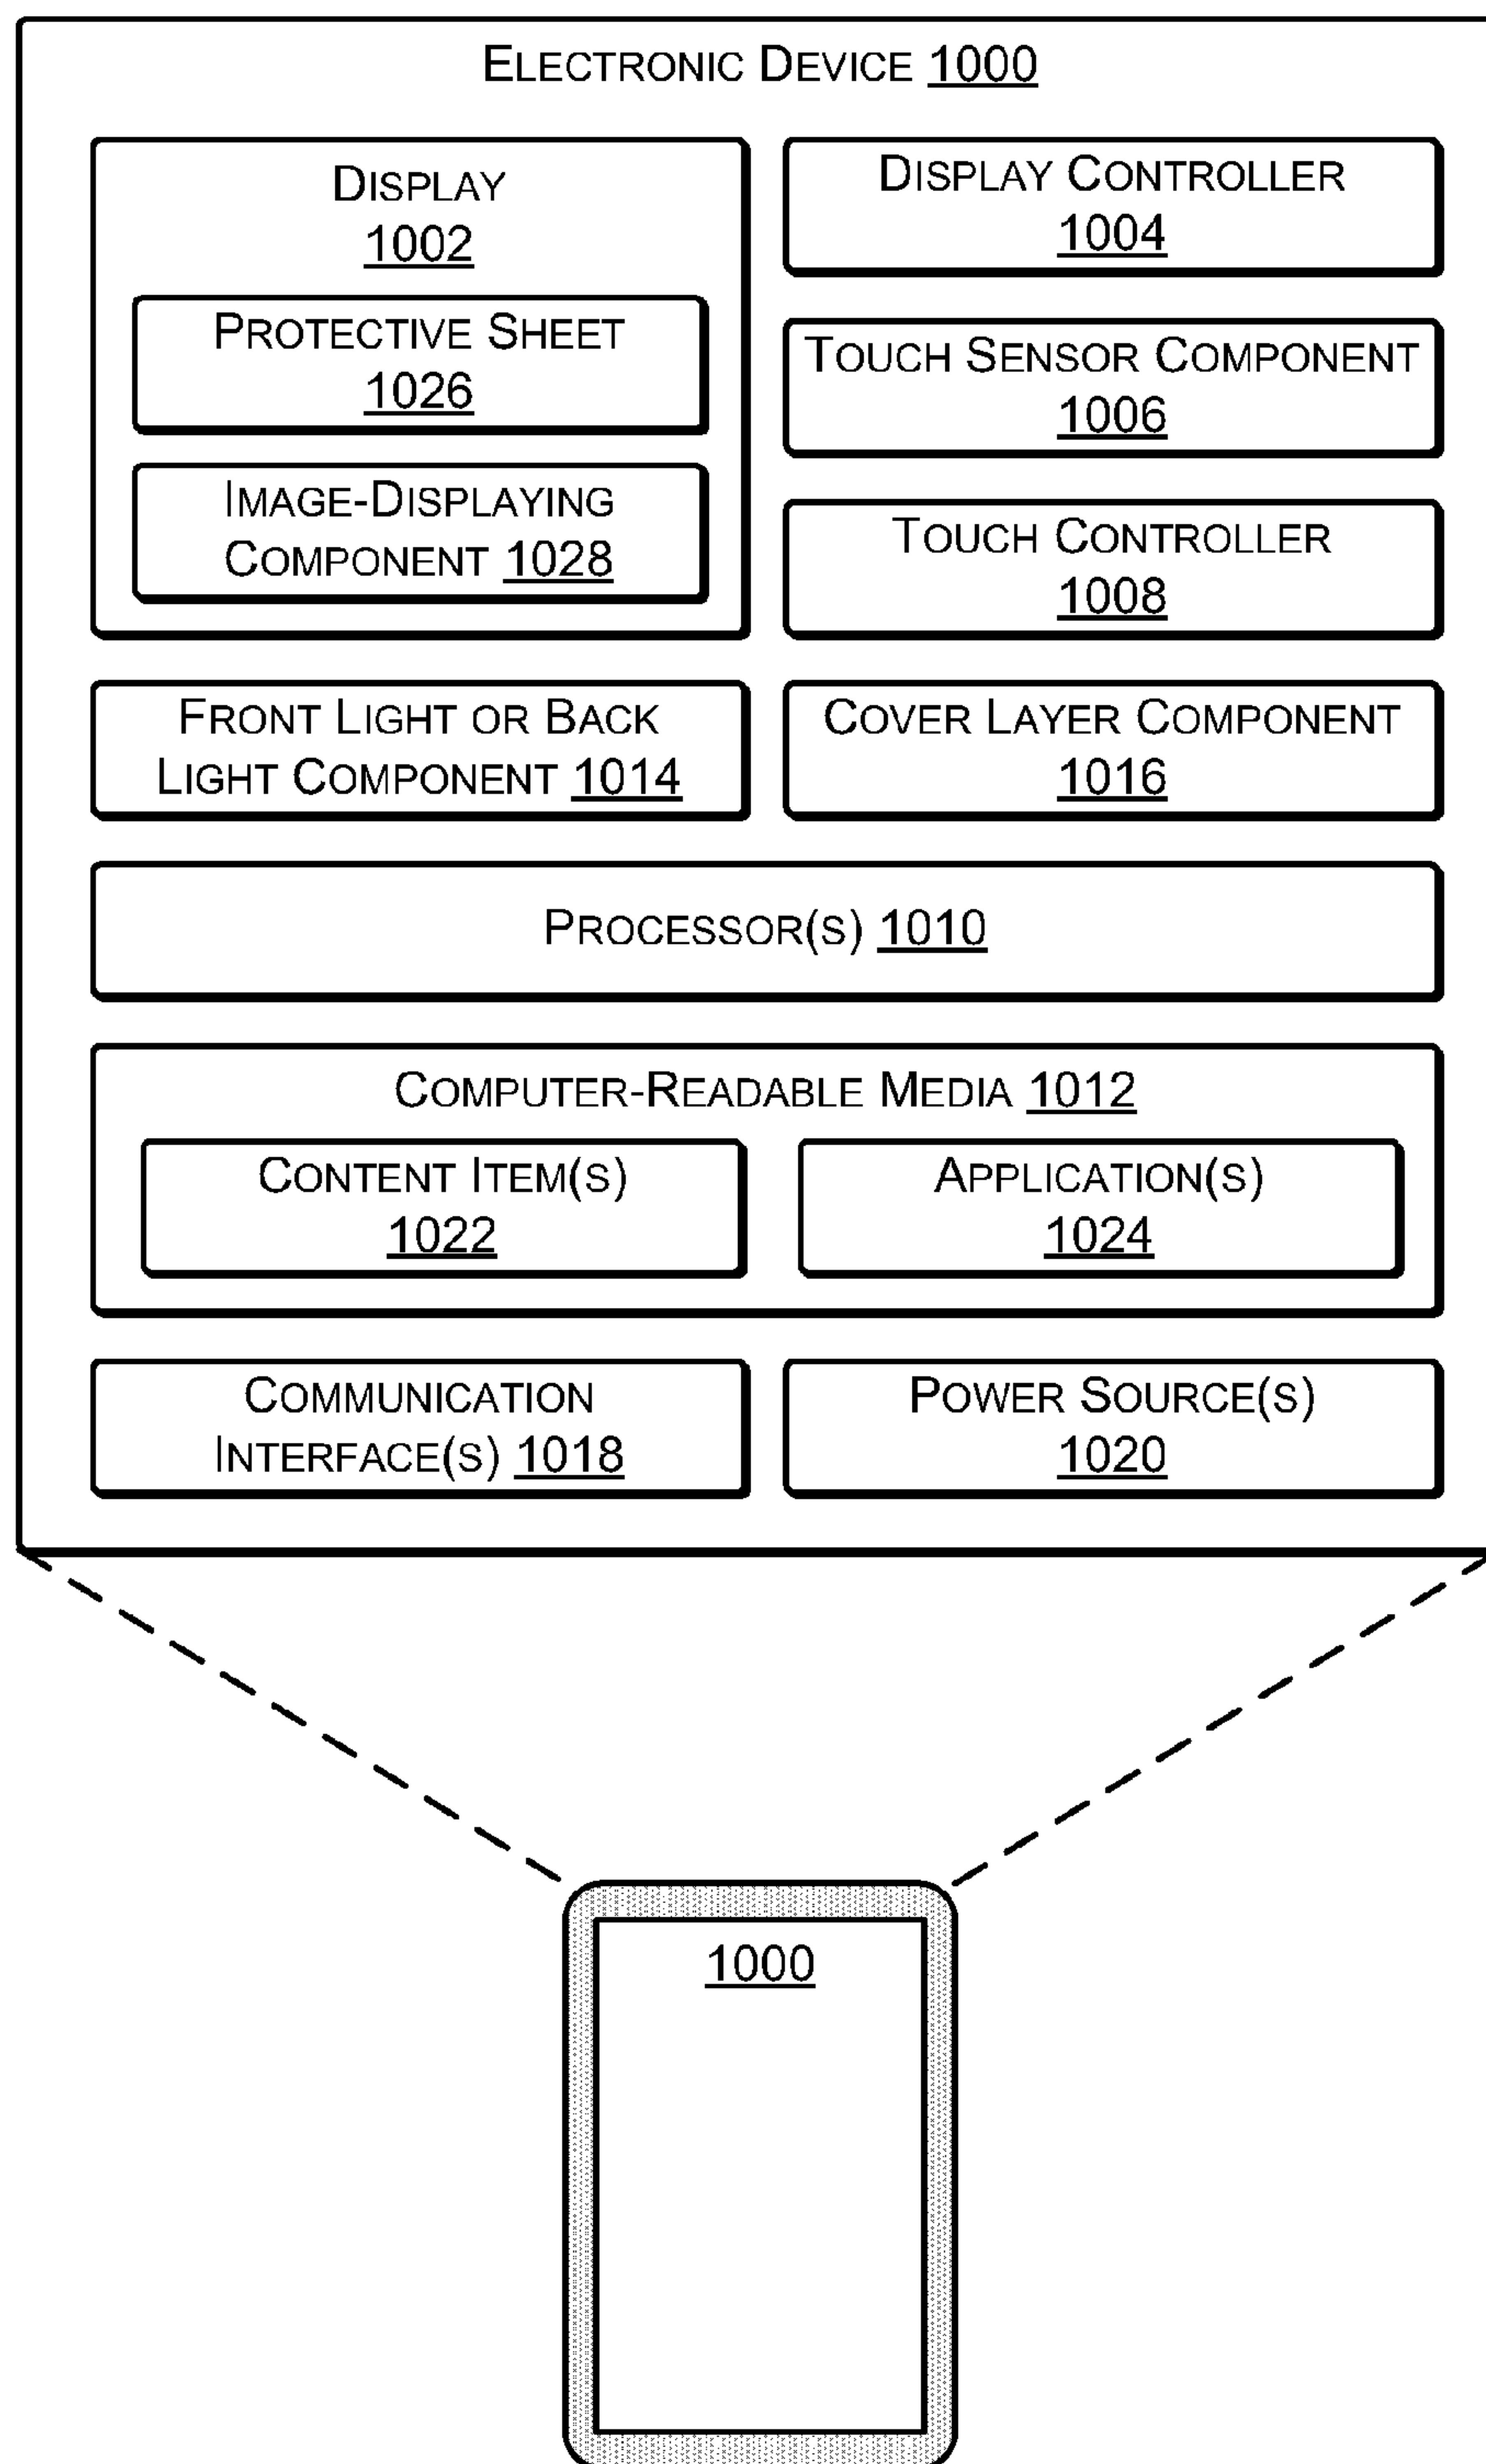 ELECTRONIC DEVICE 1000
DISPLAY
1002
PROTECTIVE SHEET
1026
IMAGE-DISPLAYING
COMPONENT 1028
DISPLAY CONTROLLER
1004
TOUCH SENSOR COMPONENT
1006
TOUCH CONTROLLER
1008
FRONT LIGHT OR BACK
LIGHT COMPONENT 1014
COVER LAYER COMPONENT
1016
PROCESSOR(S) 1010
COMPUTER-READABLE MEDIA 1012
CONTENT ITEM(S)
1022
APPLICATION(S)
1024
COMMUNICATION
INTERFACE(S) 1018
POWER SOURCE(S)
1020
1000